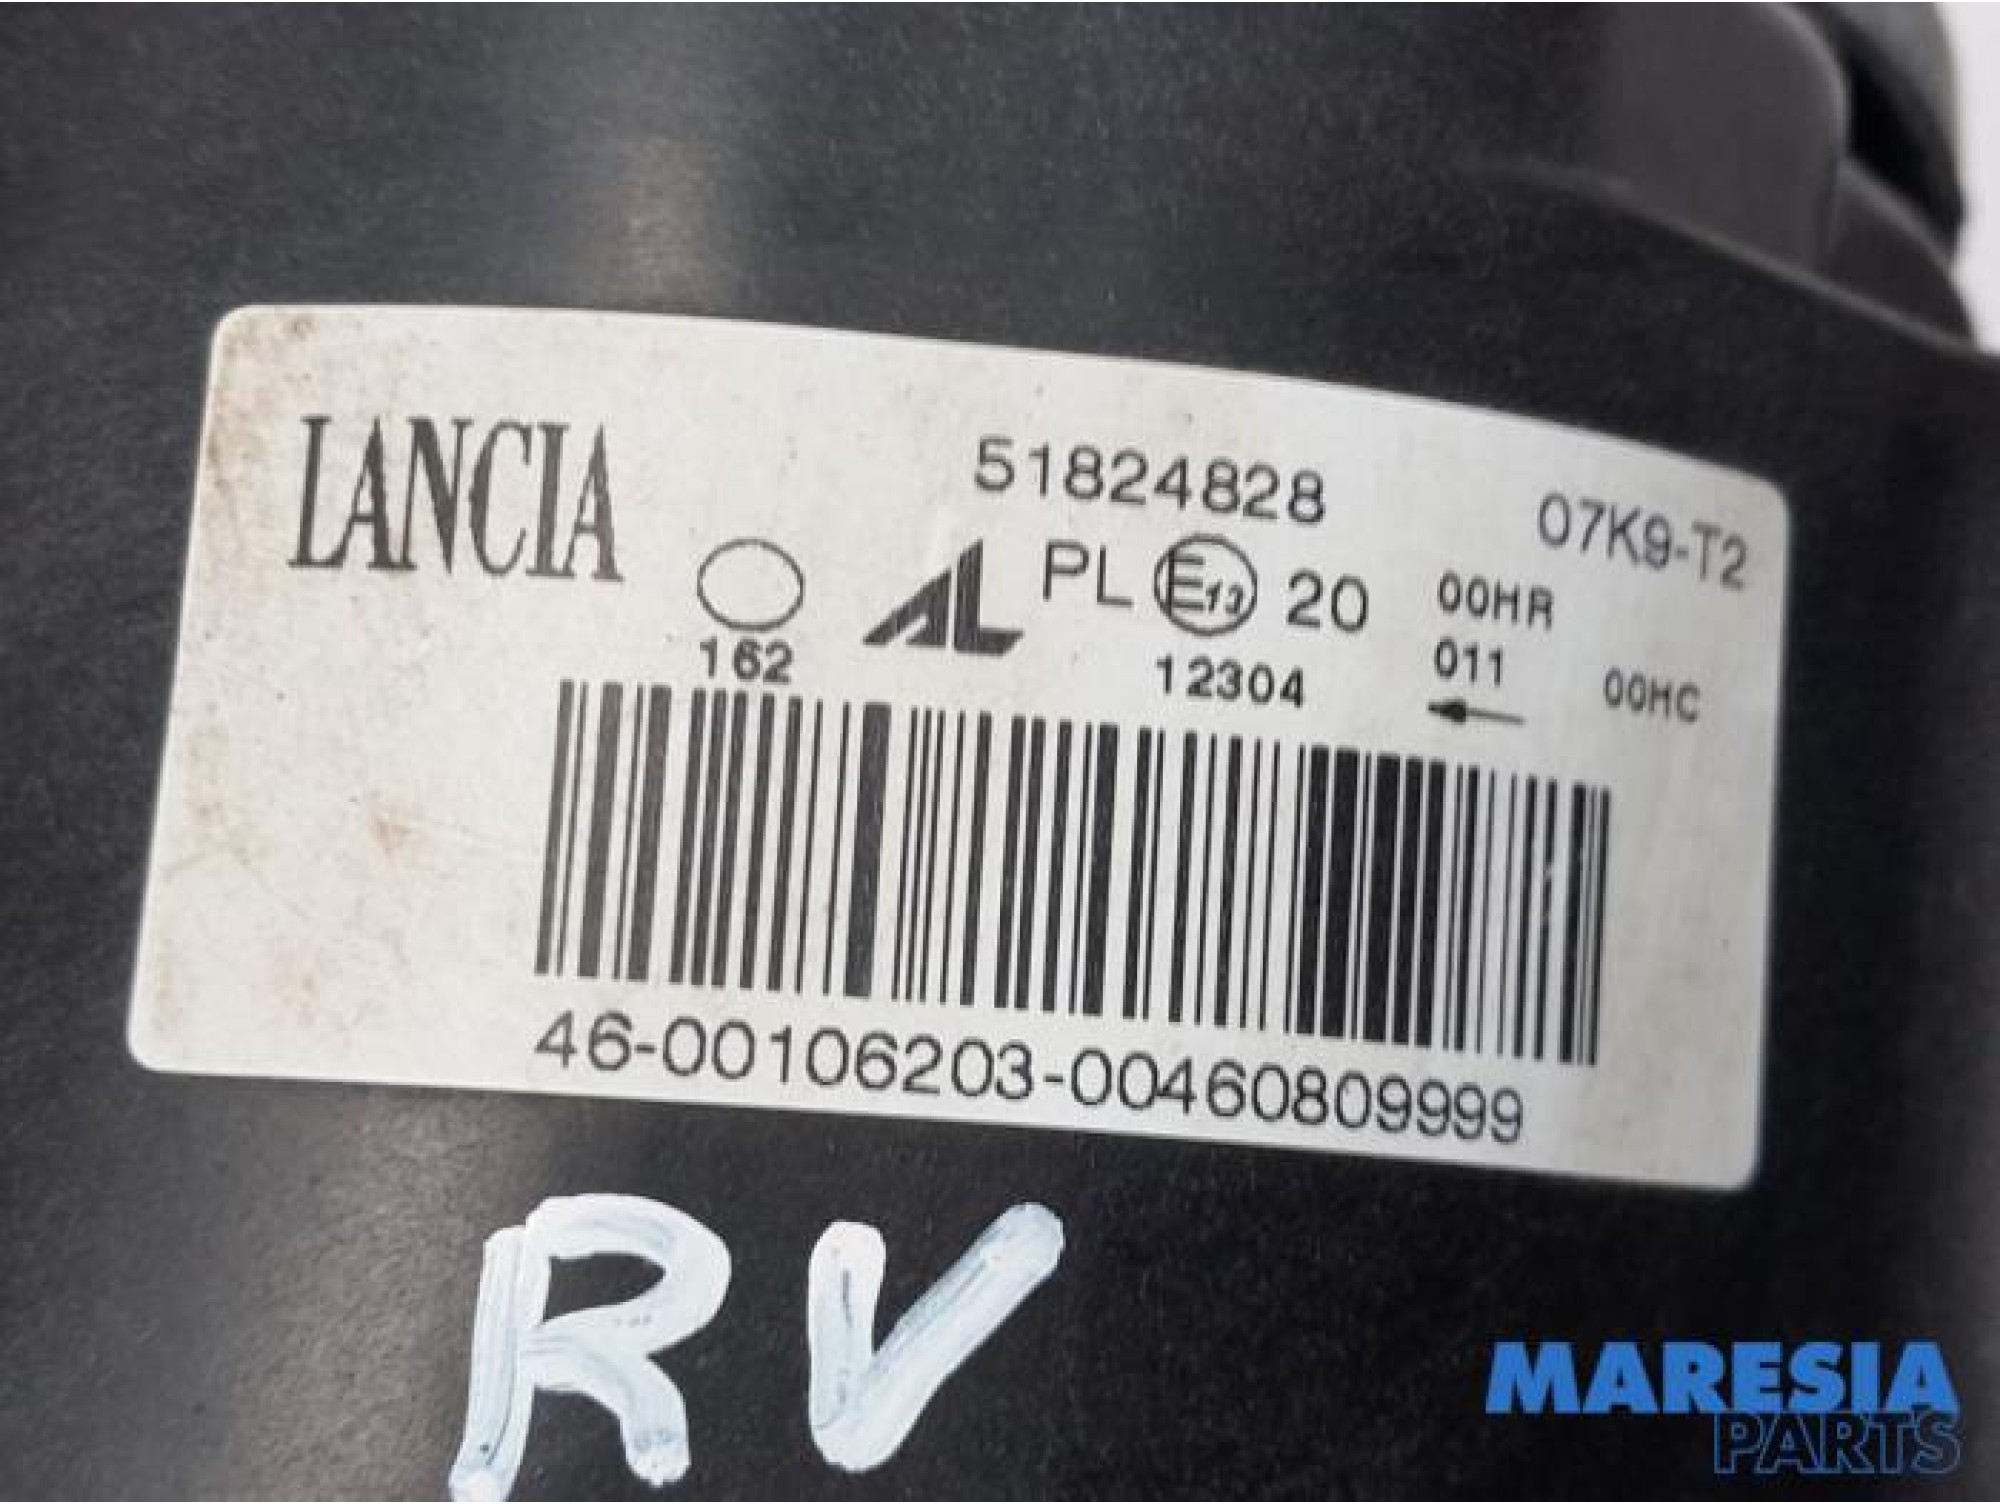 LANCIA
51824828
07K9-T2
AL PL E13 20 00HR
162 12304 011 00HC
46-00106203-00460809999
RV
MARESIA
PARTS